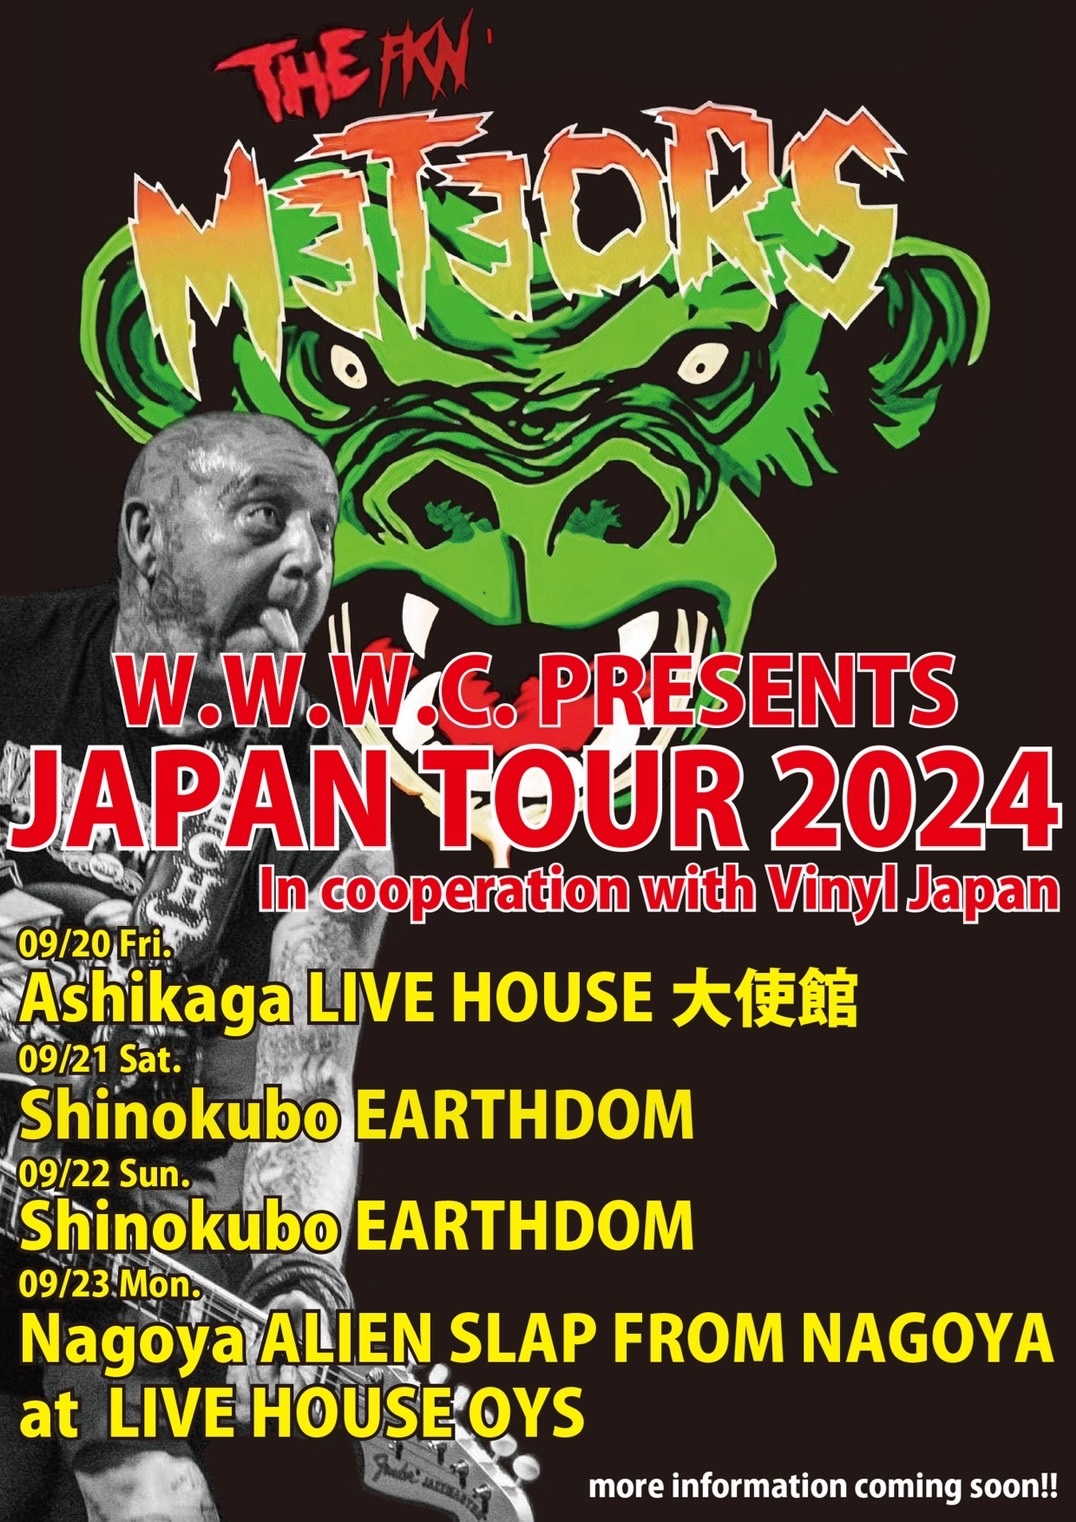 THE FKN'
METEORS
W.W.W.C. PRESENTS
JAPAN TOUR 2024
In cooperation with Vinyl Japan
09/20 Fri.
Ashikaga LIVE HOUSE 大使館
09/21 Sat.
Shinokubo EARTHDOM
09/22 Sun.
Shinokubo EARTHDOM
09/23 Mon.
Nagoya ALIEN SLAP FROM NAGOYA
at LIVE HOUSE OYS
Fender JAZZMASTER
more information coming soon!!